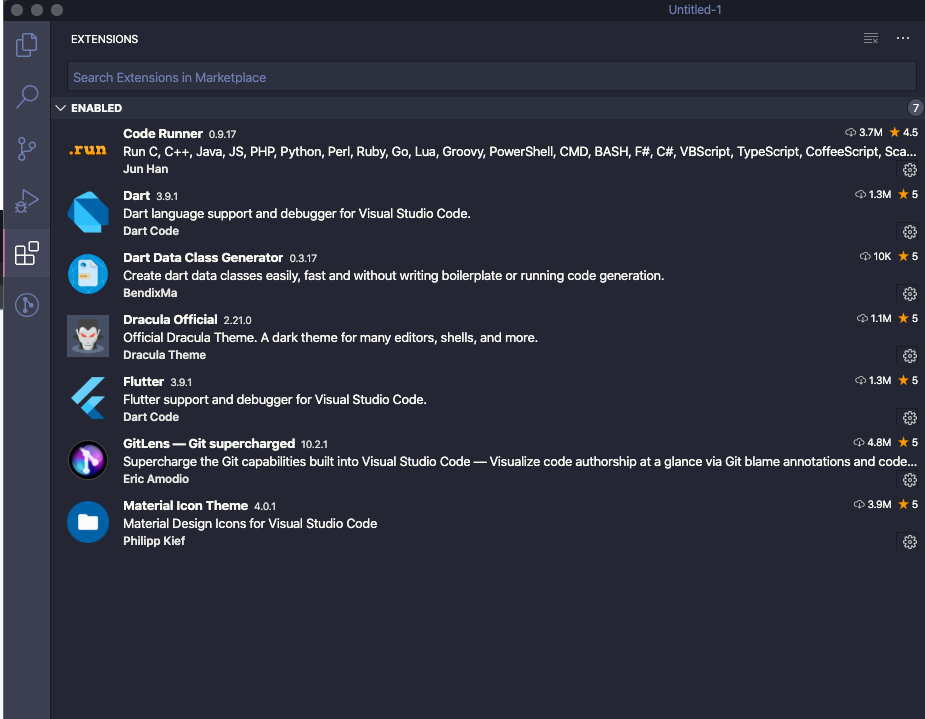 Untitled-1
EXTENSIONS
Search Extensions in Marketplace
ENABLED 7
Code Runner 0.9.17 3.7M 4.5
.run
Run C, C++, Java, JS, PHP, Python, Perl, Ruby, Go, Lua, Groovy, PowerShell, CMD, BASH, F#, C#, VBScript, TypeScript, CoffeeScript, Sca...
Jun Han
Dart 3.9.1 1.3M 5
Dart language support and debugger for Visual Studio Code.
Dart Code
Dart Data Class Generator 0.3.17 10K 5
Create dart data classes easily, fast and without writing boilerplate or running code generation.
BendixMa
Dracula Official 2.21.0 1.1M 5
Official Dracula Theme. A dark theme for many editors, shells, and more.
Dracula Theme
Flutter 3.9.1 1.3M 5
Flutter support and debugger for Visual Studio Code.
Dart Code
GitLens — Git supercharged 10.2.1 4.8M 5
Supercharge the Git capabilities built into Visual Studio Code — Visualize code authorship at a glance via Git blame annotations and code...
Eric Amodio
Material Icon Theme 4.0.1 3.9M 5
Material Design Icons for Visual Studio Code
Philipp Kief